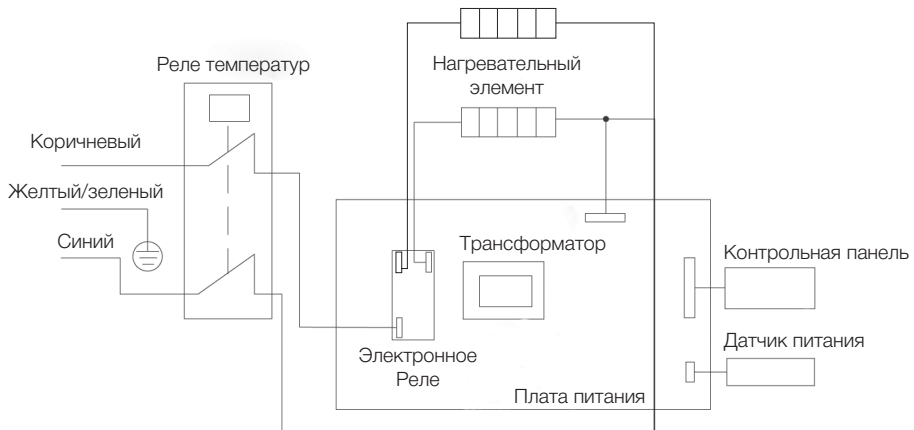 Реле температур
Нагревательный
элемент
Коричневый
Желтый/зеленый
Синий
Трансформатор
Контрольная панель
Электронное
Реле
Датчик питания
Плата питания